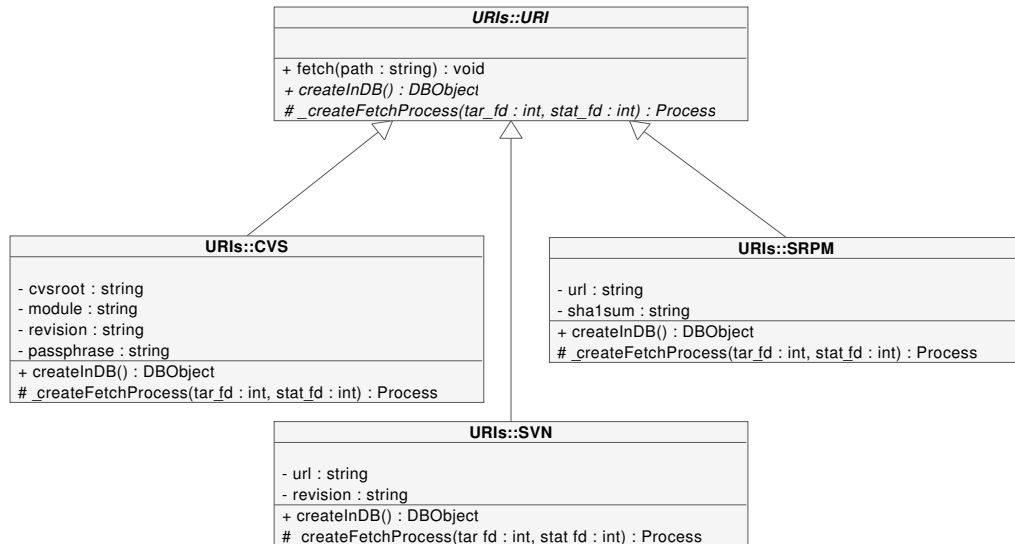 URIs::URI
+ fetch(path : string) : void
+ createInDB() : DBObject
# _createFetchProcess(tar_fd : int, stat_fd : int) : Process
URIs::CVS
- cvsroot : string
- module : string
- revision : string
- passphrase : string
+ createInDB() : DBObject
# _createFetchProcess(tar_fd : int, stat_fd : int) : Process
URIs::SRPM
- url : string
- sha1sum : string
+ createInDB() : DBObject
# _createFetchProcess(tar_fd : int, stat_fd : int) : Process
URIs::SVN
- url : string
- revision : string
+ createInDB() : DBObject
# _createFetchProcess(tar_fd : int, stat_fd : int) : Process